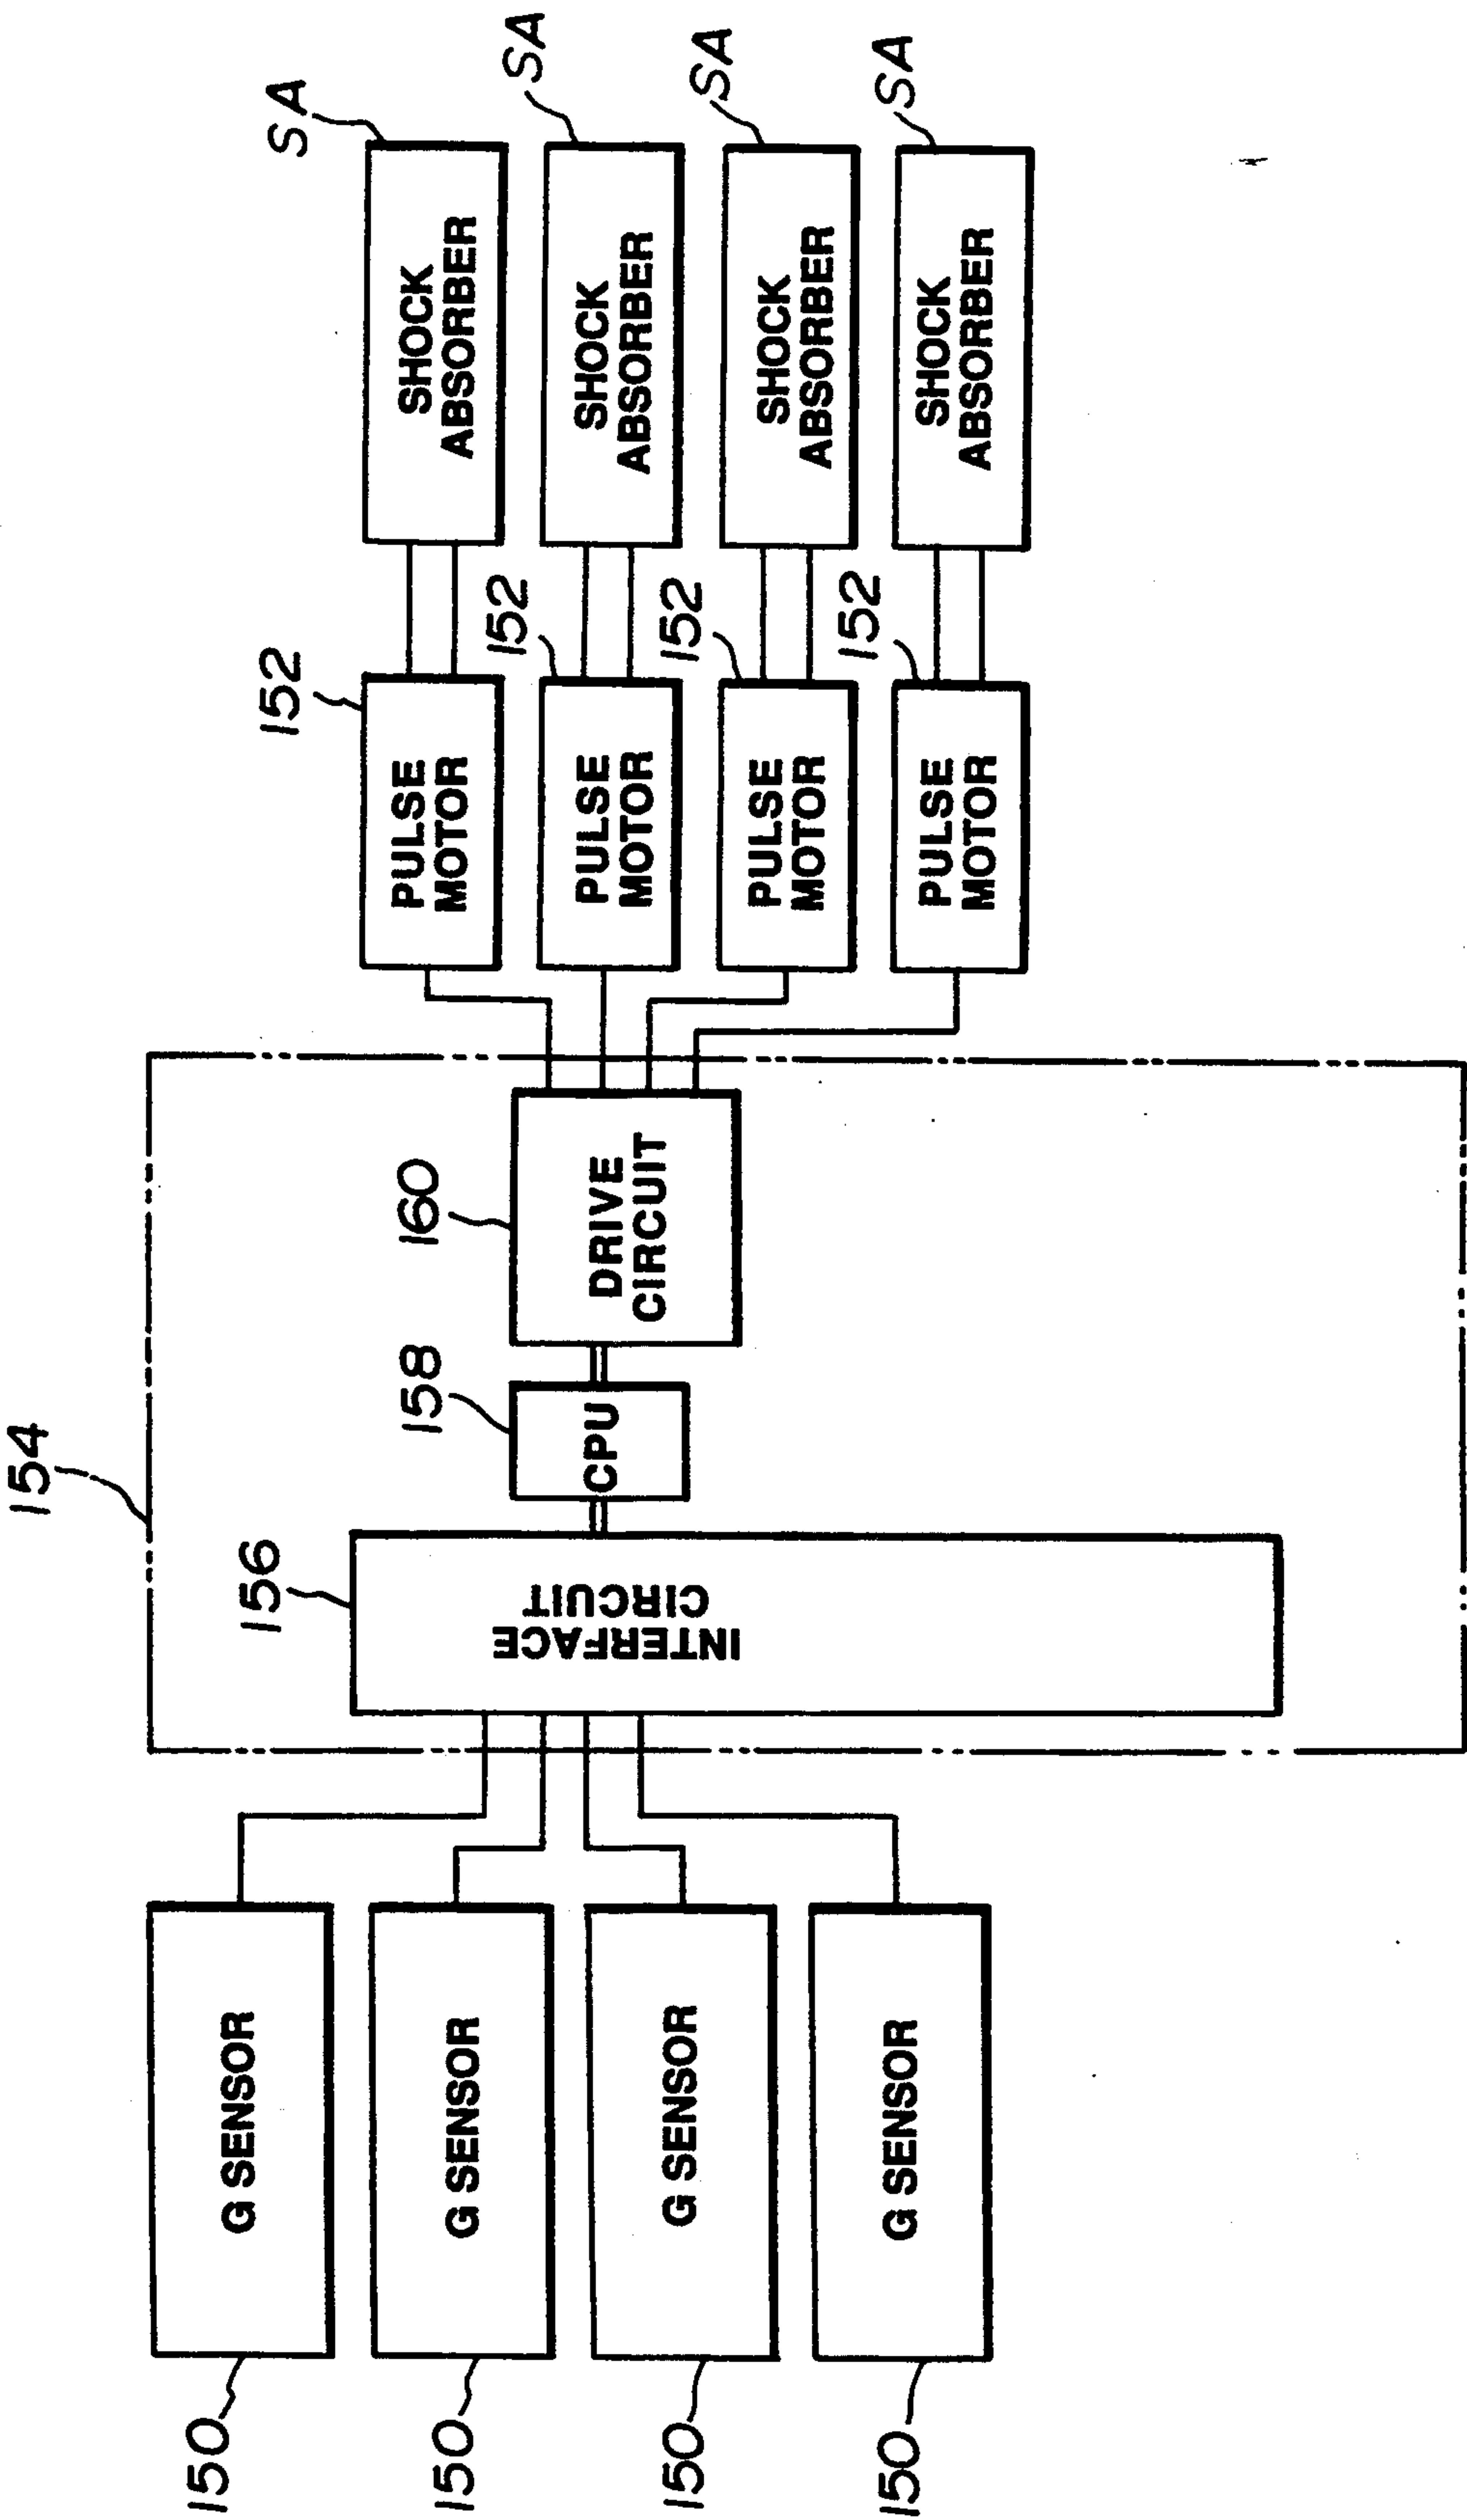 154
150
G SENSOR
150
G SENSOR
150
G SENSOR
150
G SENSOR
156
INTERFACE
CIRCUIT
158
CPU
160
DRIVE
CIRCUIT
152
PULSE
MOTOR
152
PULSE
MOTOR
152
PULSE
MOTOR
152
PULSE
MOTOR
SA
SHOCK
ABSORBER
SA
SHOCK
ABSORBER
SA
SHOCK
ABSORBER
SA
SHOCK
ABSORBER